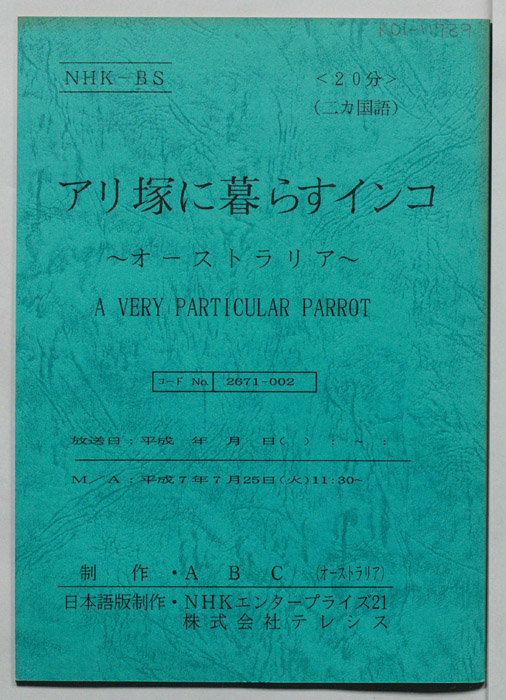 NHK-BS
<20分>
(二カ国語)
アリ塚に暮らすインコ
~オーストラリア~
A VERY PARTICULAR PARROT
コード No. 2671-002
放送日:平成 年 月 日( ) : ~ :
M/A:平成7年7月25日(火)11:30~
制 作・A B C (オーストラリア)
日本語版制作・NHKエンタープライズ21
株式会社テレシス